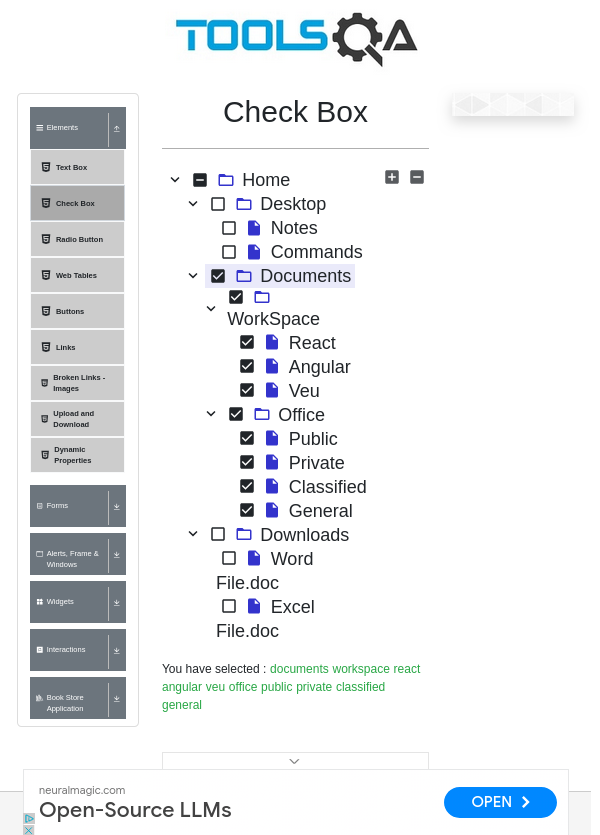 TOOLSQA
Check Box
Elements
Text Box
Check Box
Radio Button
Web Tables
Buttons
Links
Broken Links -
Images
Upload and
Download
Dynamic
Properties
Forms
Alerts, Frame &
Windows
Widgets
Interactions
Book Store
Application
Home
Desktop
Notes
Commands
Documents
WorkSpace
React
Angular
Veu
Office
Public
Private
Classified
General
Downloads
Word
File.doc
Excel
File.doc
You have selected : documents workspace react
angular veu office public private classified
general
neuralmagic.com
Open-Source LLMs
OPEN